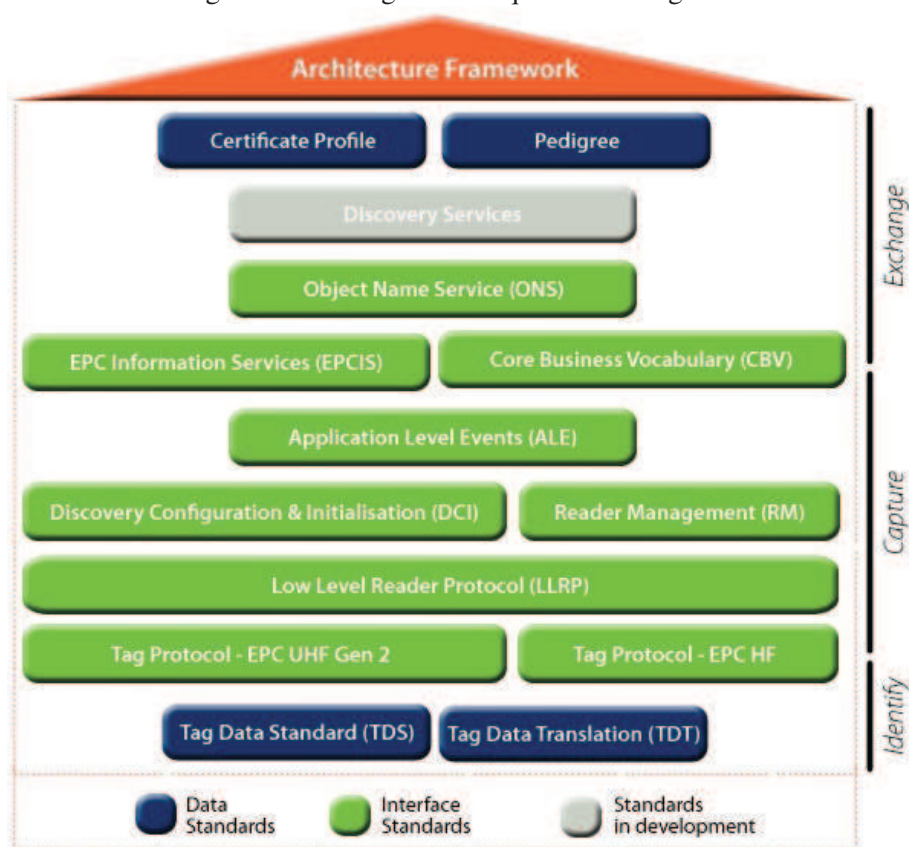 Architecture Framework
Certificate Profile
Pedigree
Discovery Services
Object Name Service (ONS)
EPC Information Services (EPCIS)
Core Business Vocabulary (CBV)
Application Level Events (ALE)
Discovery Configuration & Initialisation (DCI)
Reader Management (RM)
Low Level Reader Protocol (LLRP)
Tag Protocol - EPC UHF Gen 2
Tag Protocol - EPC HF
Tag Data Standard (TDS)
Tag Data Translation (TDT)
Exchange
Capture
Identify
Data
Standards
Interface
Standards
Standards
in development